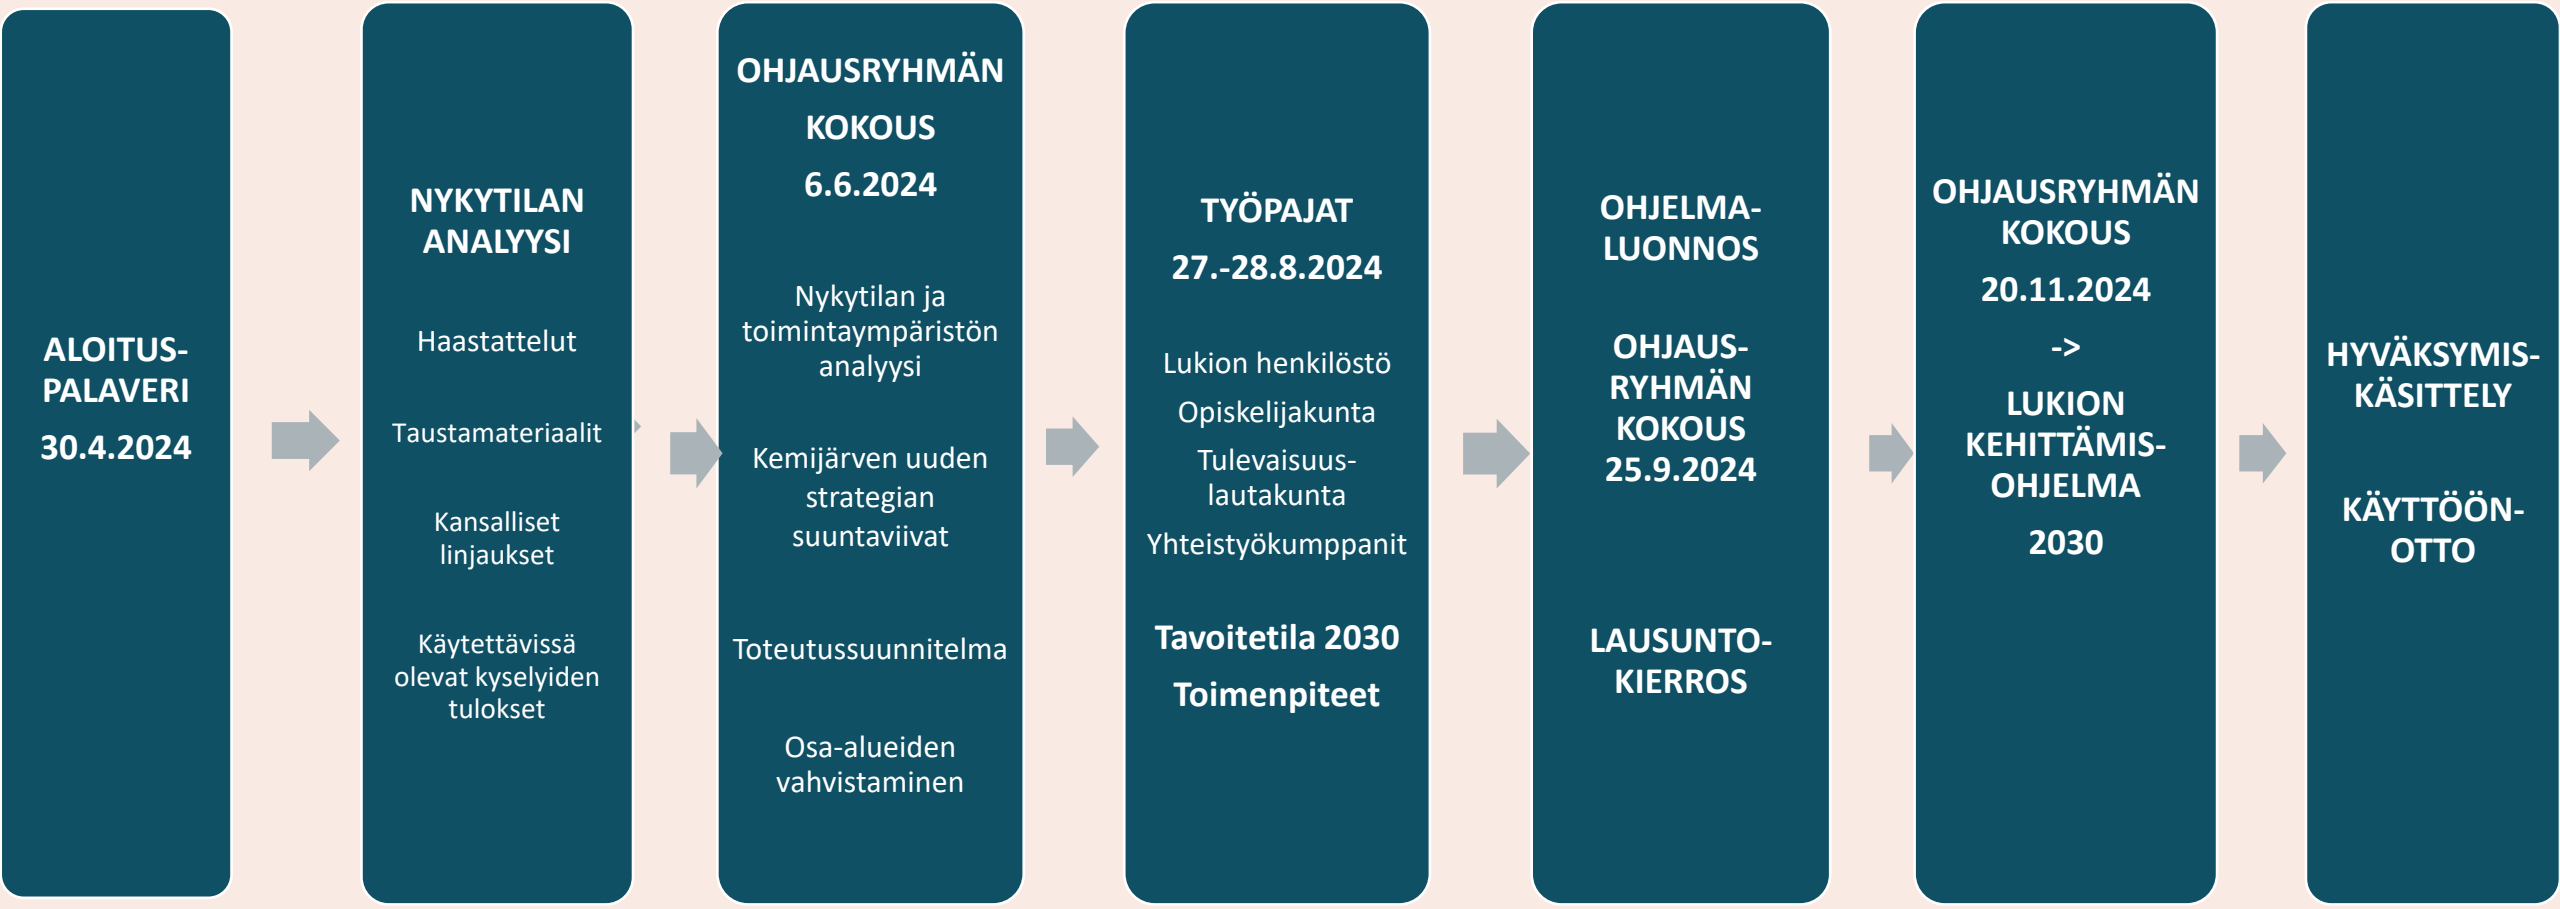 ALOITUS-
PALAVERI
30.4.2024
NYKYTILAN
ANALYYSI
Haastattelut
Taustamateriaalit
Kansalliset
linjaukset
Käytettävissä
olevat kyselyiden
tulokset
OHJAUSRYHMÄN
KOKOUS
6.6.2024
Nykytilan ja
toimintaympäristön
analyysi
Kemijärven uuden
strategian
suuntaviivat
Toteutussuunnitelma
Osa-alueiden
vahvistaminen
TYÖPAJAT
27.-28.8.2024
Lukion henkilöstö
Opiskelijakunta
Tulevaisuus-
lautakunta
Yhteistyökumppanit
Tavoitetila 2030
Toimenpiteet
OHJELMA-
LUONNOS
OHJAUS-
RYHMÄN
KOKOUS
25.9.2024
LAUSUNTO-
KIERROS
OHJAUSRYHMÄN
KOKOUS
20.11.2024
->
LUKION
KEHITTÄMIS-
OHJELMA
2030
HYVÄKSYMIS-
KÄSITTELY
KÄYTTÖÖN-
OTTO